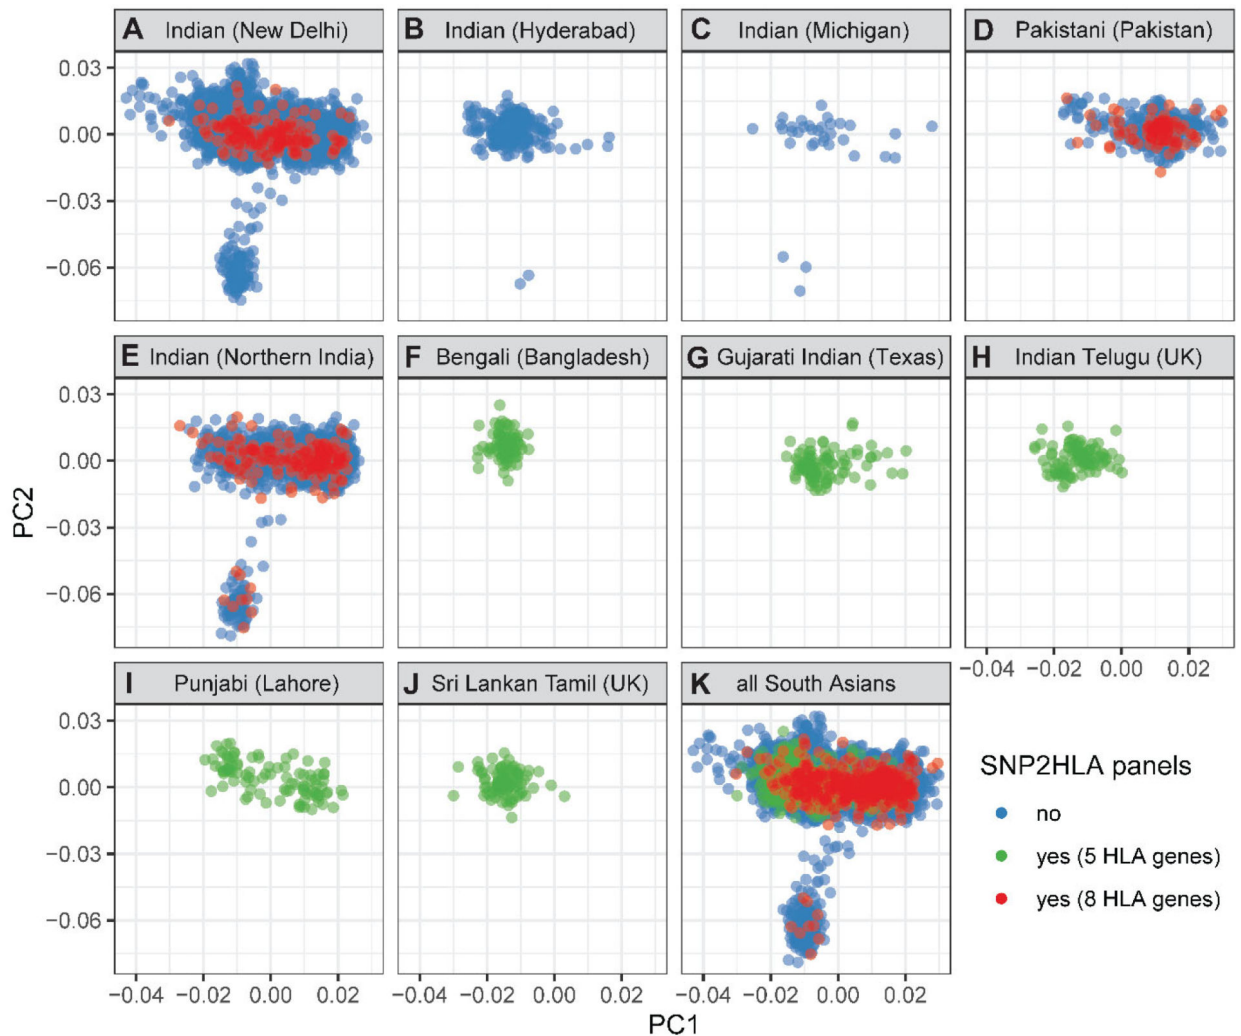 A Indian (New Delhi)
B Indian (Hyderabad)
C Indian (Michigan)
D Pakistani (Pakistan)
0.03
0.00
−0.03
−0.06
E Indian (Northern India)
F Bengali (Bangladesh)
G Gujarati Indian (Texas)
H Indian Telugu (UK)
0.03
0.00
−0.03
−0.06
−0.04 −0.02 0.00 0.02
I Punjabi (Lahore)
J Sri Lankan Tamil (UK)
K all South Asians
0.03
0.00
−0.03
−0.06
−0.04 −0.02 0.00 0.02
−0.04 −0.02 0.00 0.02
−0.04 −0.02 0.00 0.02
PC2
PC1
SNP2HLA panels
no
yes (5 HLA genes)
yes (8 HLA genes)